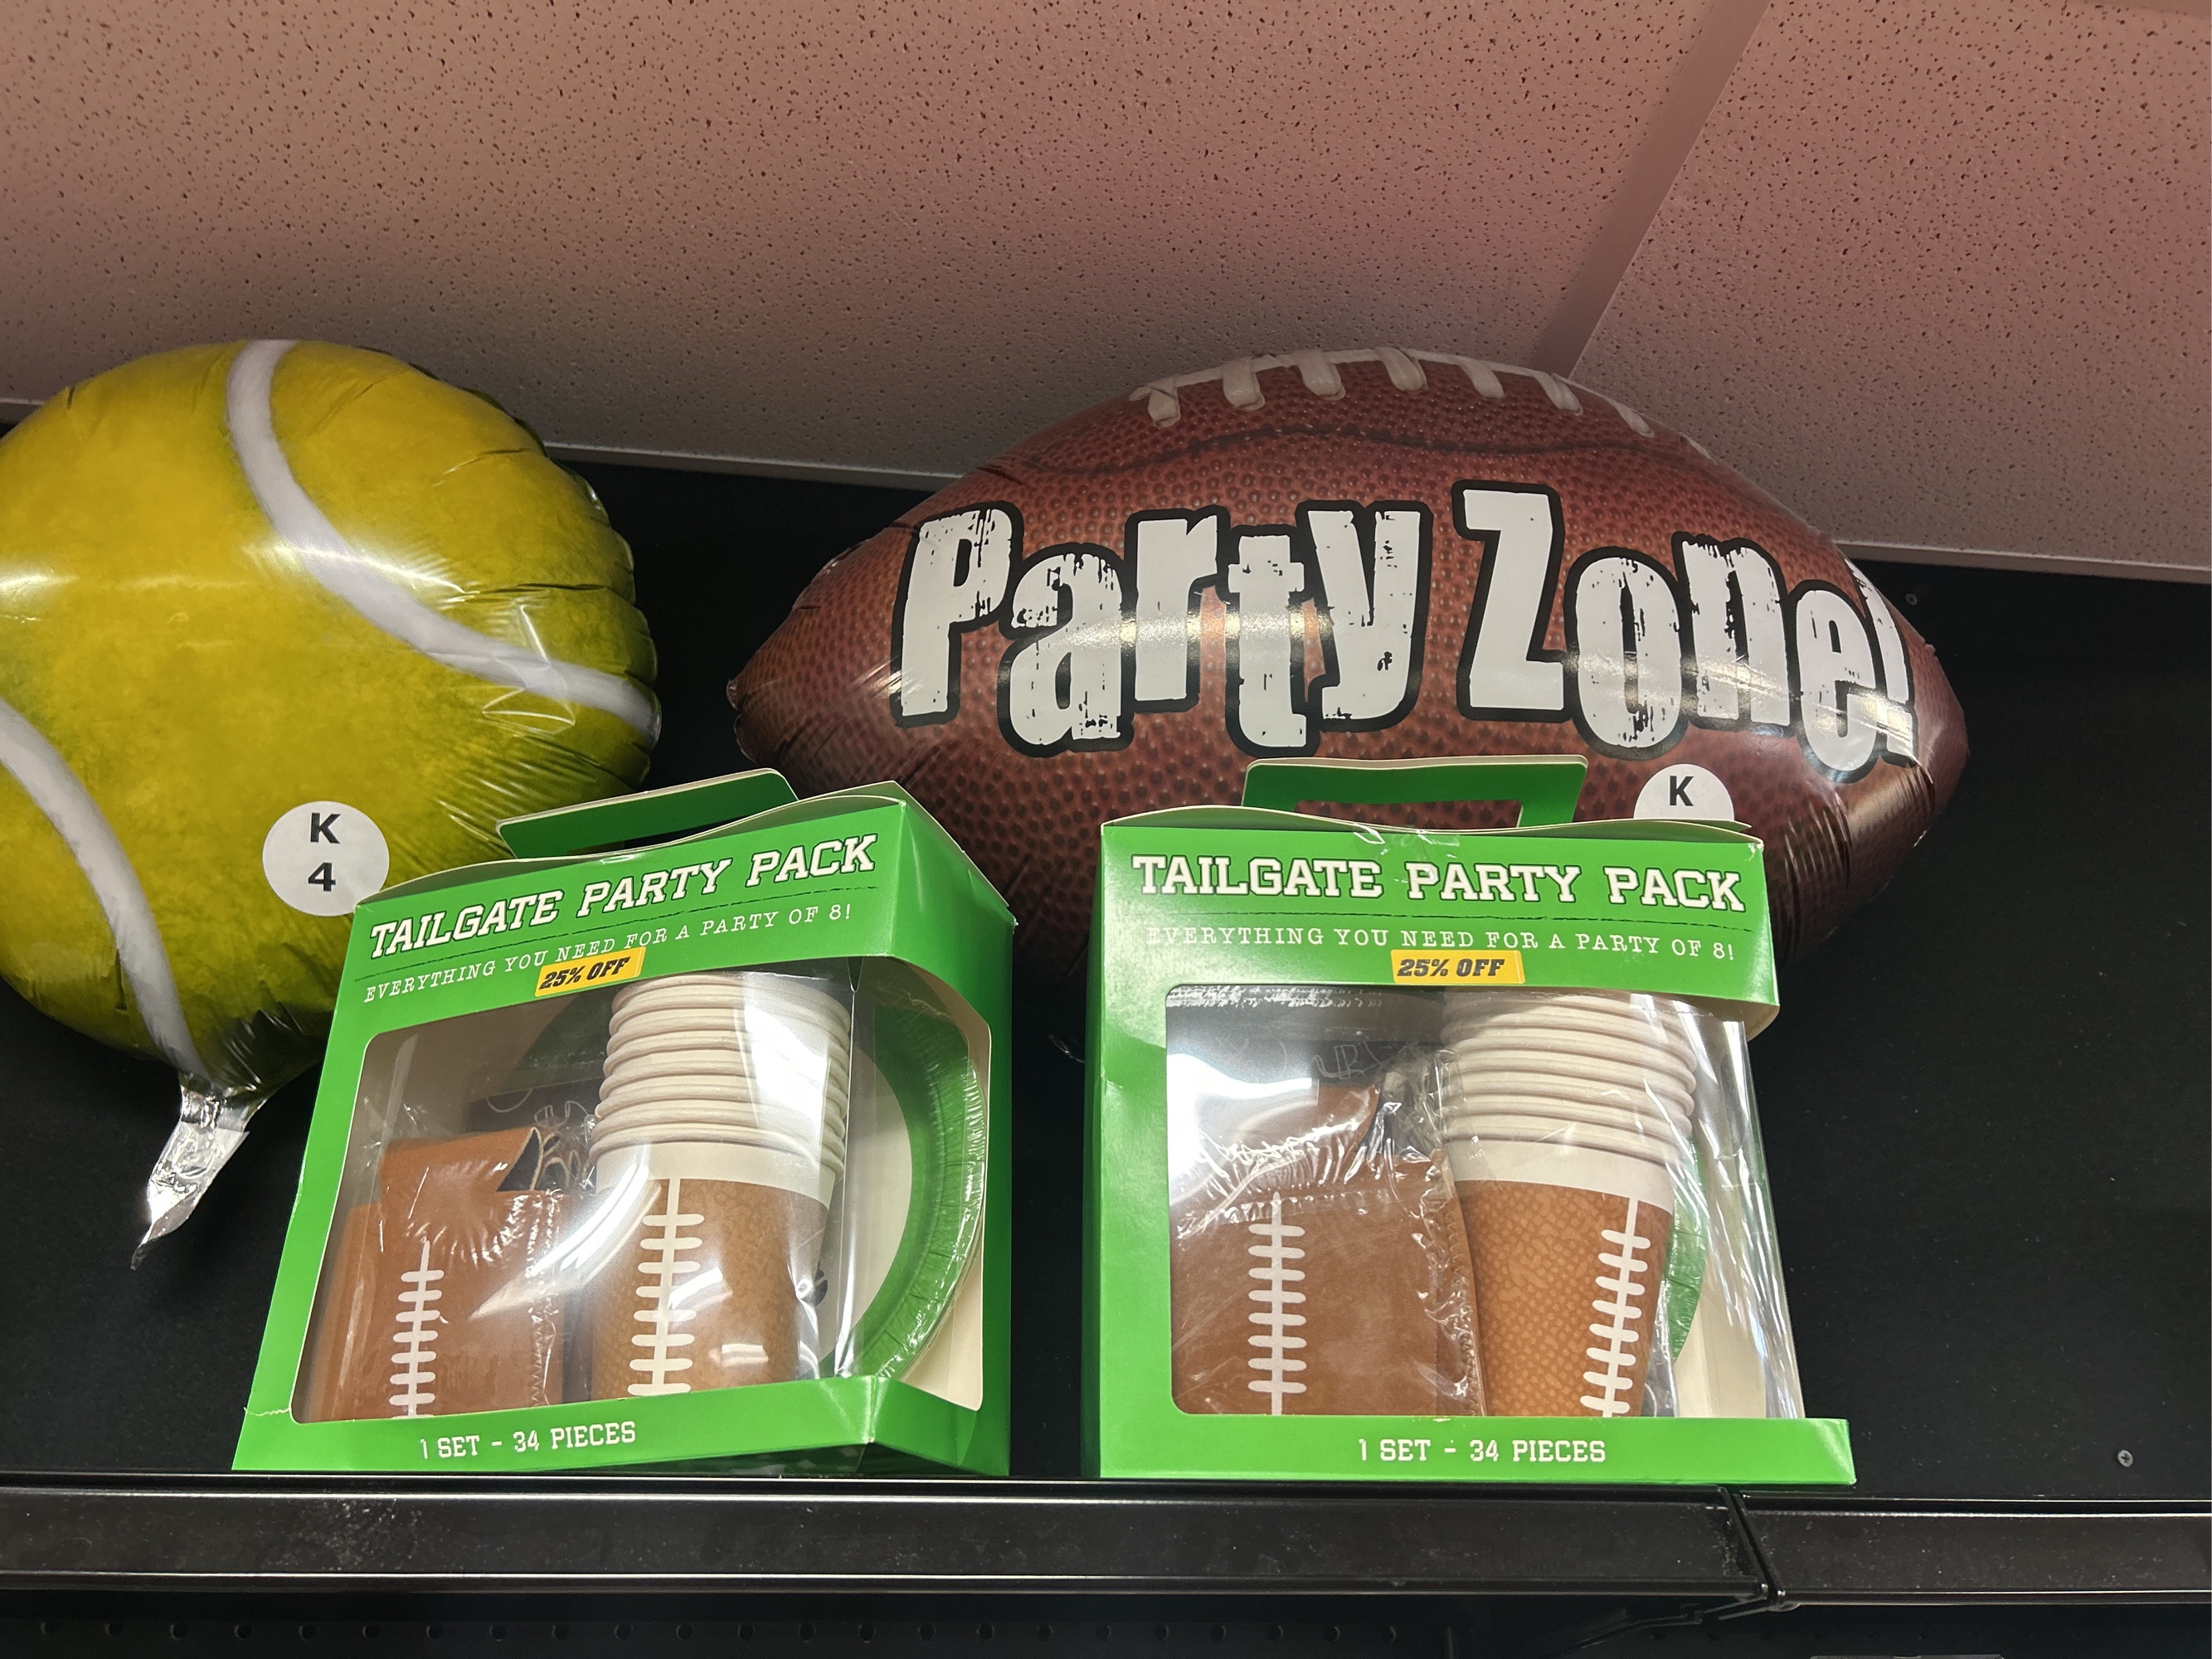 Party Zone!
K
4
K
TAILGATE PARTY PACK
EVERYTHING YOU NEED FOR A PARTY OF 8!
25% OFF
1 SET - 34 PIECES
TAILGATE PARTY PACK
EVERYTHING YOU NEED FOR A PARTY OF 8!
25% OFF
1 SET - 34 PIECES